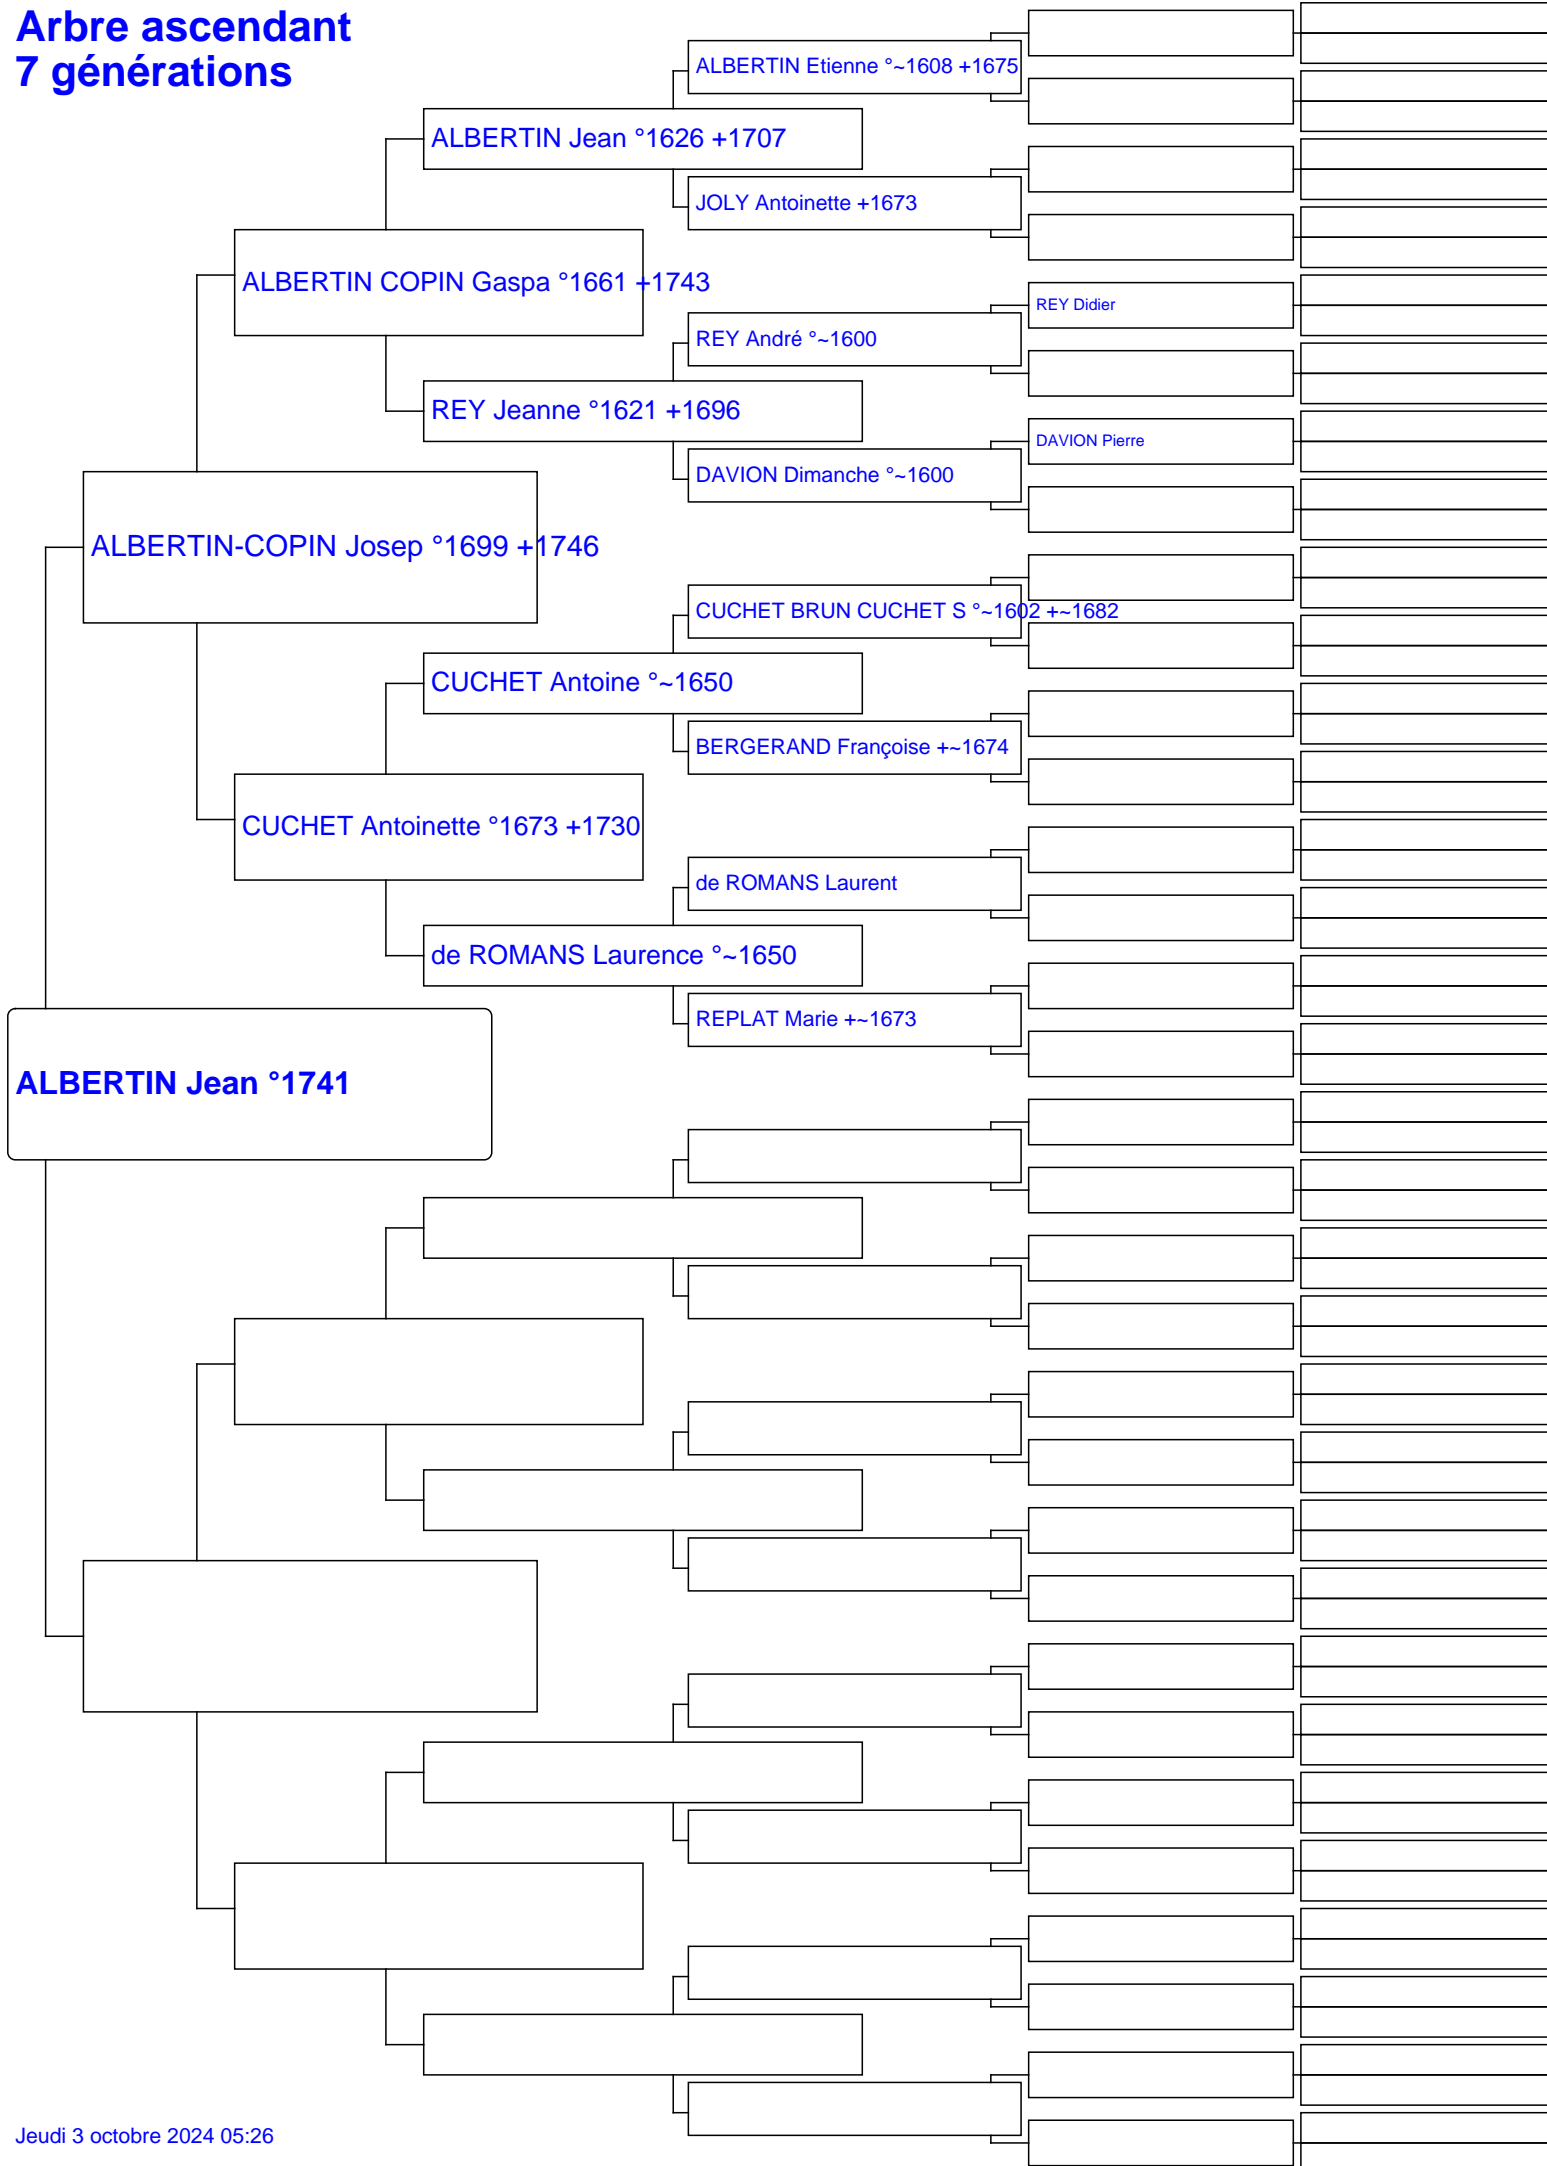 Arbre ascendant
7 générations
ALBERTIN Etienne °~1608 +1675
ALBERTIN Jean °1626 +1707
JOLY Antoinette +1673
ALBERTIN COPIN Gaspa °1661 +1743
REY Didier
REY André °~1600
REY Jeanne °1621 +1696
DAVION Pierre
DAVION Dimanche °~1600
ALBERTIN-COPIN Josep °1699 +1746
CUCHET BRUN CUCHET S °~1602 +~1682
CUCHET Antoine °~1650
BERGERAND Françoise +~1674
CUCHET Antoinette °1673 +1730
de ROMANS Laurent
de ROMANS Laurence °~1650
REPLAT Marie +~1673
ALBERTIN Jean °1741
Jeudi 3 octobre 2024 05:26